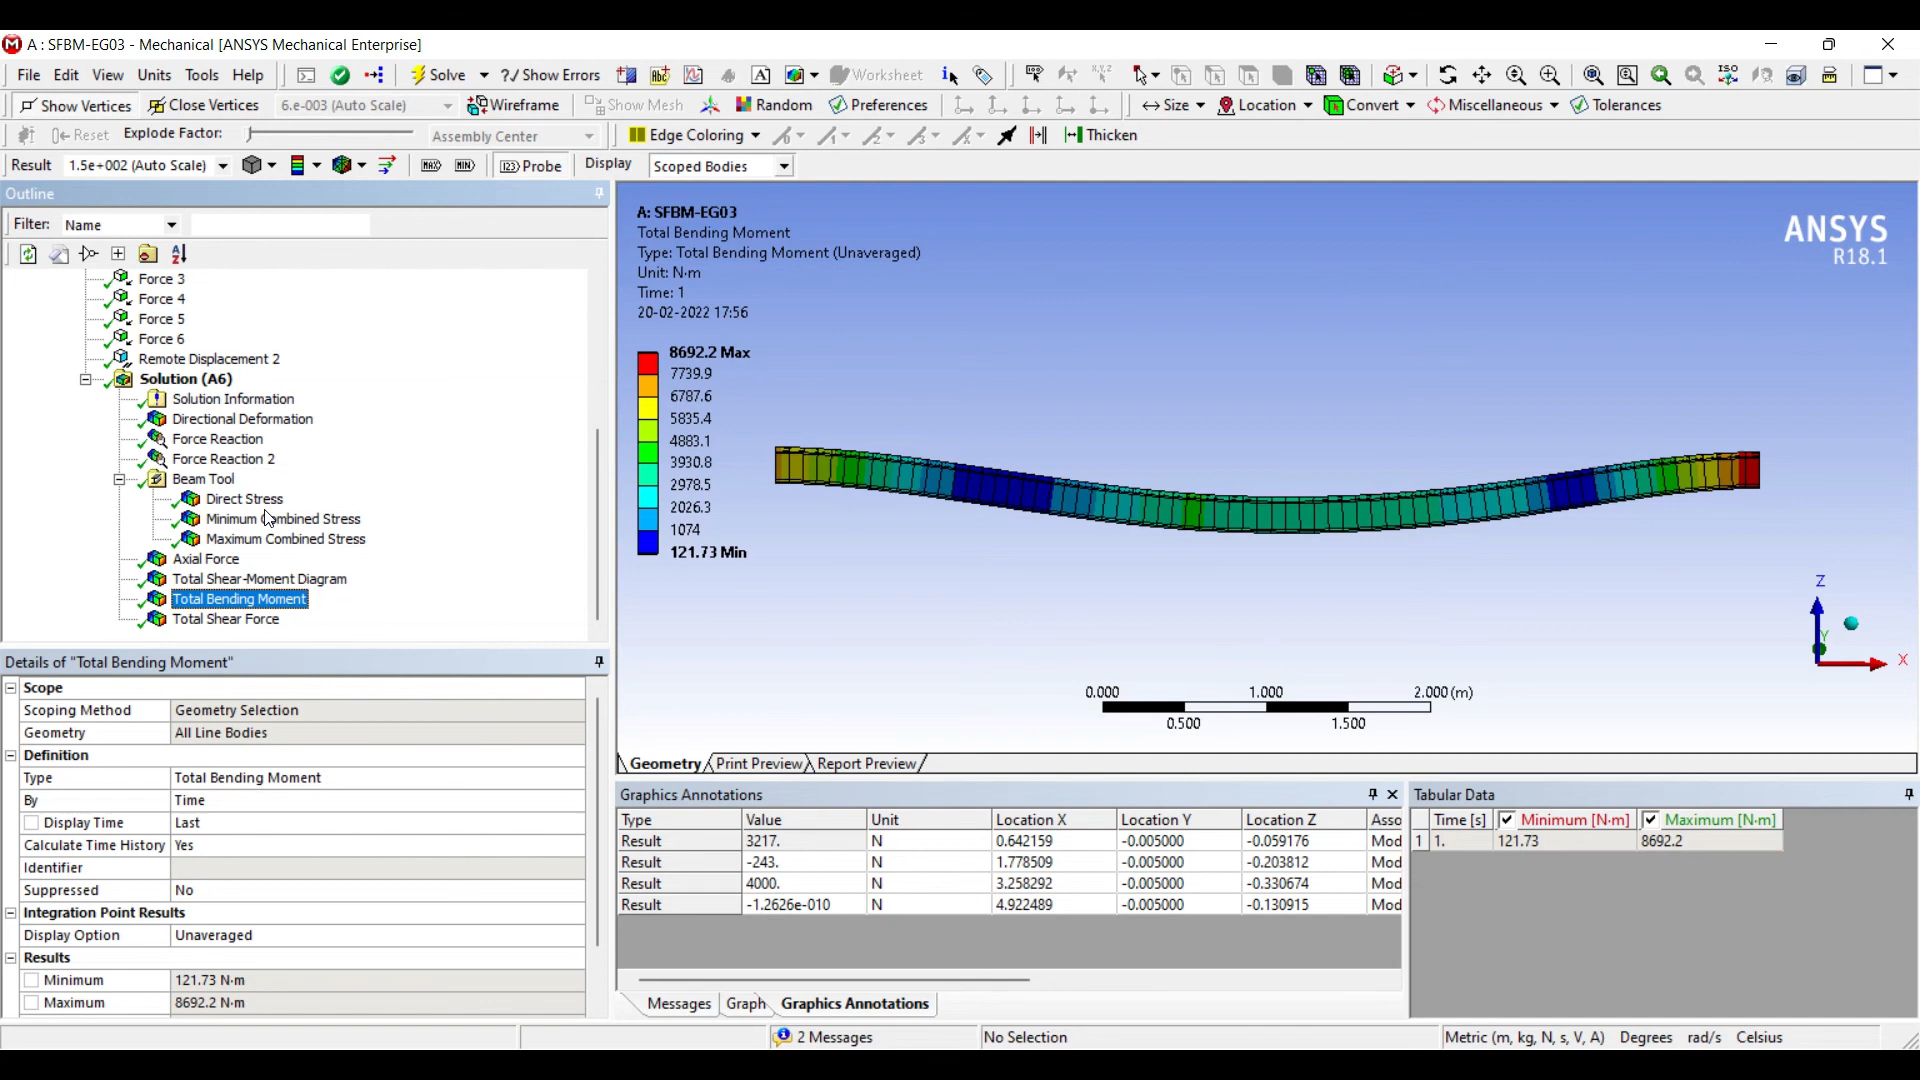 A : SFBM-EG03 - Mechanical [ANSYS Mechanical Enterprise]
File Edit View Units Tools Help Solve ?/ Show Errors Worksheet
Show Vertices Close Vertices 6.e-003 (Auto Scale) Wireframe Show Mesh Random Preferences Size Location Convert Miscellaneous Tolerances
Reset Explode Factor: Assembly Center Edge Coloring Thicken
Result 1.5e+002 (Auto Scale) MAX MIN Probe Display Scoped Bodies
Outline
Filter: Name
Force 3
Force 4
Force 5
Force 6
Remote Displacement 2
Solution (A6)
Solution Information
Directional Deformation
Force Reaction
Force Reaction 2
Beam Tool
Direct Stress
Minimum Combined Stress
Maximum Combined Stress
Axial Force
Total Shear-Moment Diagram
Total Bending Moment
Total Shear Force
Details of "Total Bending Moment"
Scope
Scoping Method Geometry Selection
Geometry All Line Bodies
Definition
Type Total Bending Moment
By Time
Display Time Last
Calculate Time History Yes
Identifier
Suppressed No
Integration Point Results
Display Option Unaveraged
Results
Minimum 121.73 N·m
Maximum 8692.2 N·m
A: SFBM-EG03
Total Bending Moment
Type: Total Bending Moment (Unaveraged)
Unit: N·m
Time: 1
20-02-2022 17:56
8692.2 Max
7739.9
6787.6
5835.4
4883.1
3930.8
2978.5
2026.3
1074
121.73 Min
ANSYS
R18.1
Z
Y
X
0.000 1.000 2.000 (m)
0.500 1.500
Geometry Print Preview Report Preview
Graphics Annotations
Type Value Unit Location X Location Y Location Z Asso
Result 3217. N 0.642159 -0.005000 -0.059176 Mod
Result -243. N 1.778509 -0.005000 -0.203812 Mod
Result 4000. N 3.258292 -0.005000 -0.330674 Mod
Result -1.2626e-010 N 4.922489 -0.005000 -0.130915 Mod
Messages Graph Graphics Annotations
Tabular Data
Time [s] Minimum [N·m] Maximum [N·m]
1 1. 121.73 8692.2
2 Messages No Selection Metric (m, kg, N, s, V, A) Degrees rad/s Celsius